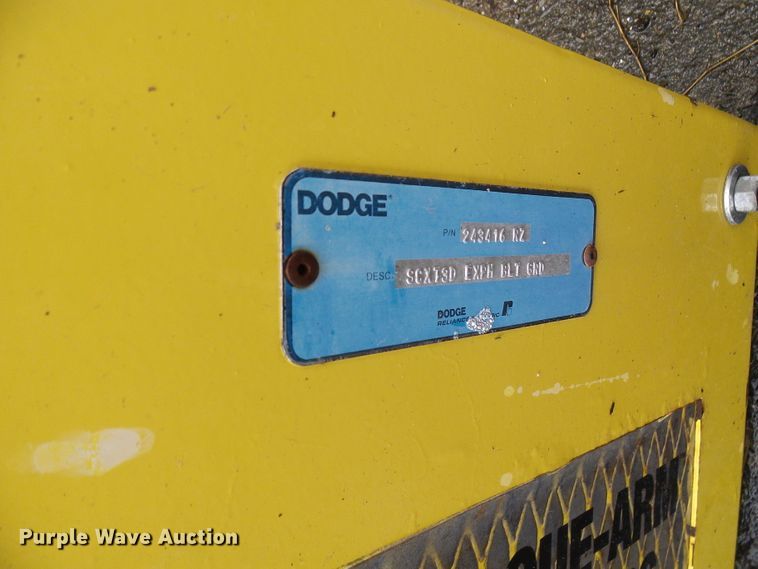 DODGE
P/N 243416 RZ
DESC. SCXT3D EXPN BLT GRD
DODGE
RELIANCE
QUE-ARM
Purple Wave Auction